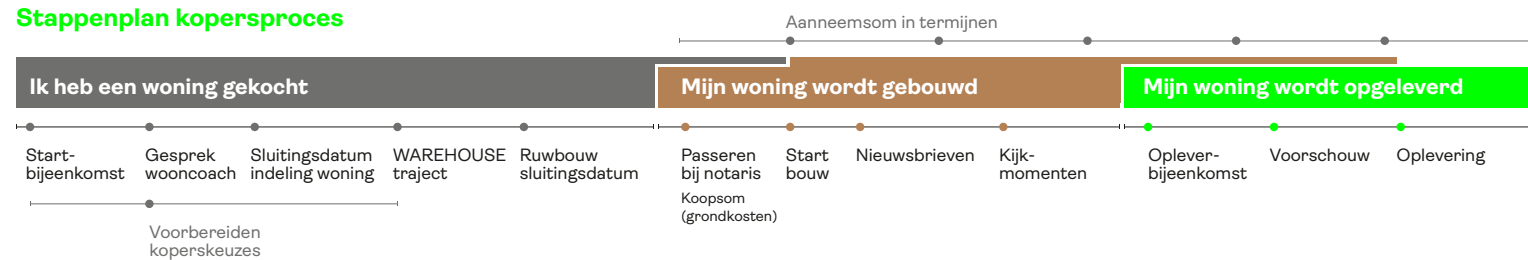 Stappenplan kopersproces
Aanneemsom in termijnen
Ik heb een woning gekocht
Mijn woning wordt gebouwd
Mijn woning wordt opgeleverd
Start-
bijeenkomst
Gesprek
wooncoach
Sluitingsdatum
indeling woning
WAREHOUSE
traject
Ruwbouw
sluitingsdatum
Passeren
bij notaris
Koopsom
(grondkosten)
Start
bouw
Nieuwsbrieven
Kijk-
momenten
Oplever-
bijeenkomst
Voorschouw
Oplevering
Voorbereiden
koperskeuzes